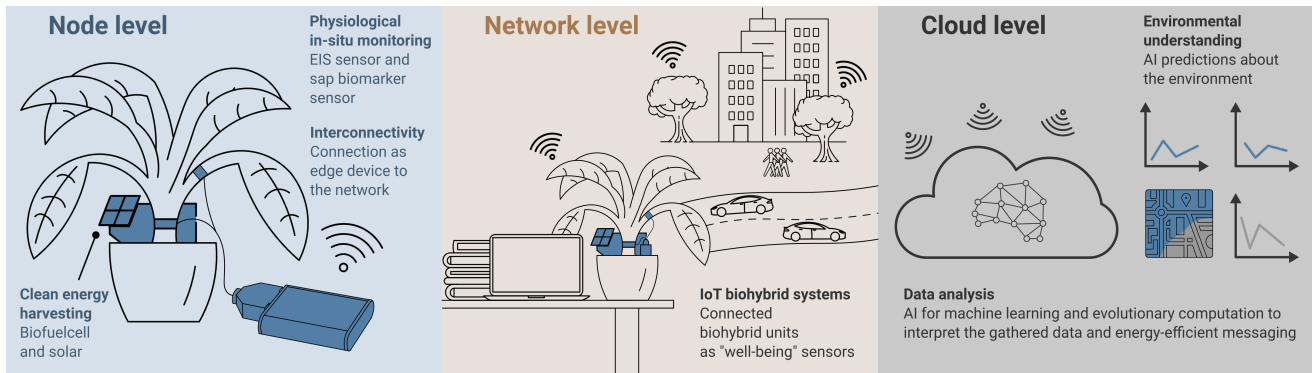 Node level
Physiological
in-situ monitoring
EIS sensor and
sap biomarker
sensor
Interconnectivity
Connection as
edge device to
the network
Clean energy
harvesting
Biofuelcell
and solar
Network level
IoT biohybrid systems
Connected
biohybrid units
as "well-being" sensors
Cloud level
Environmental
understanding
AI predictions about
the environment
Data analysis
AI for machine learning and evolutionary computation to
interpret the gathered data and energy-efficient messaging